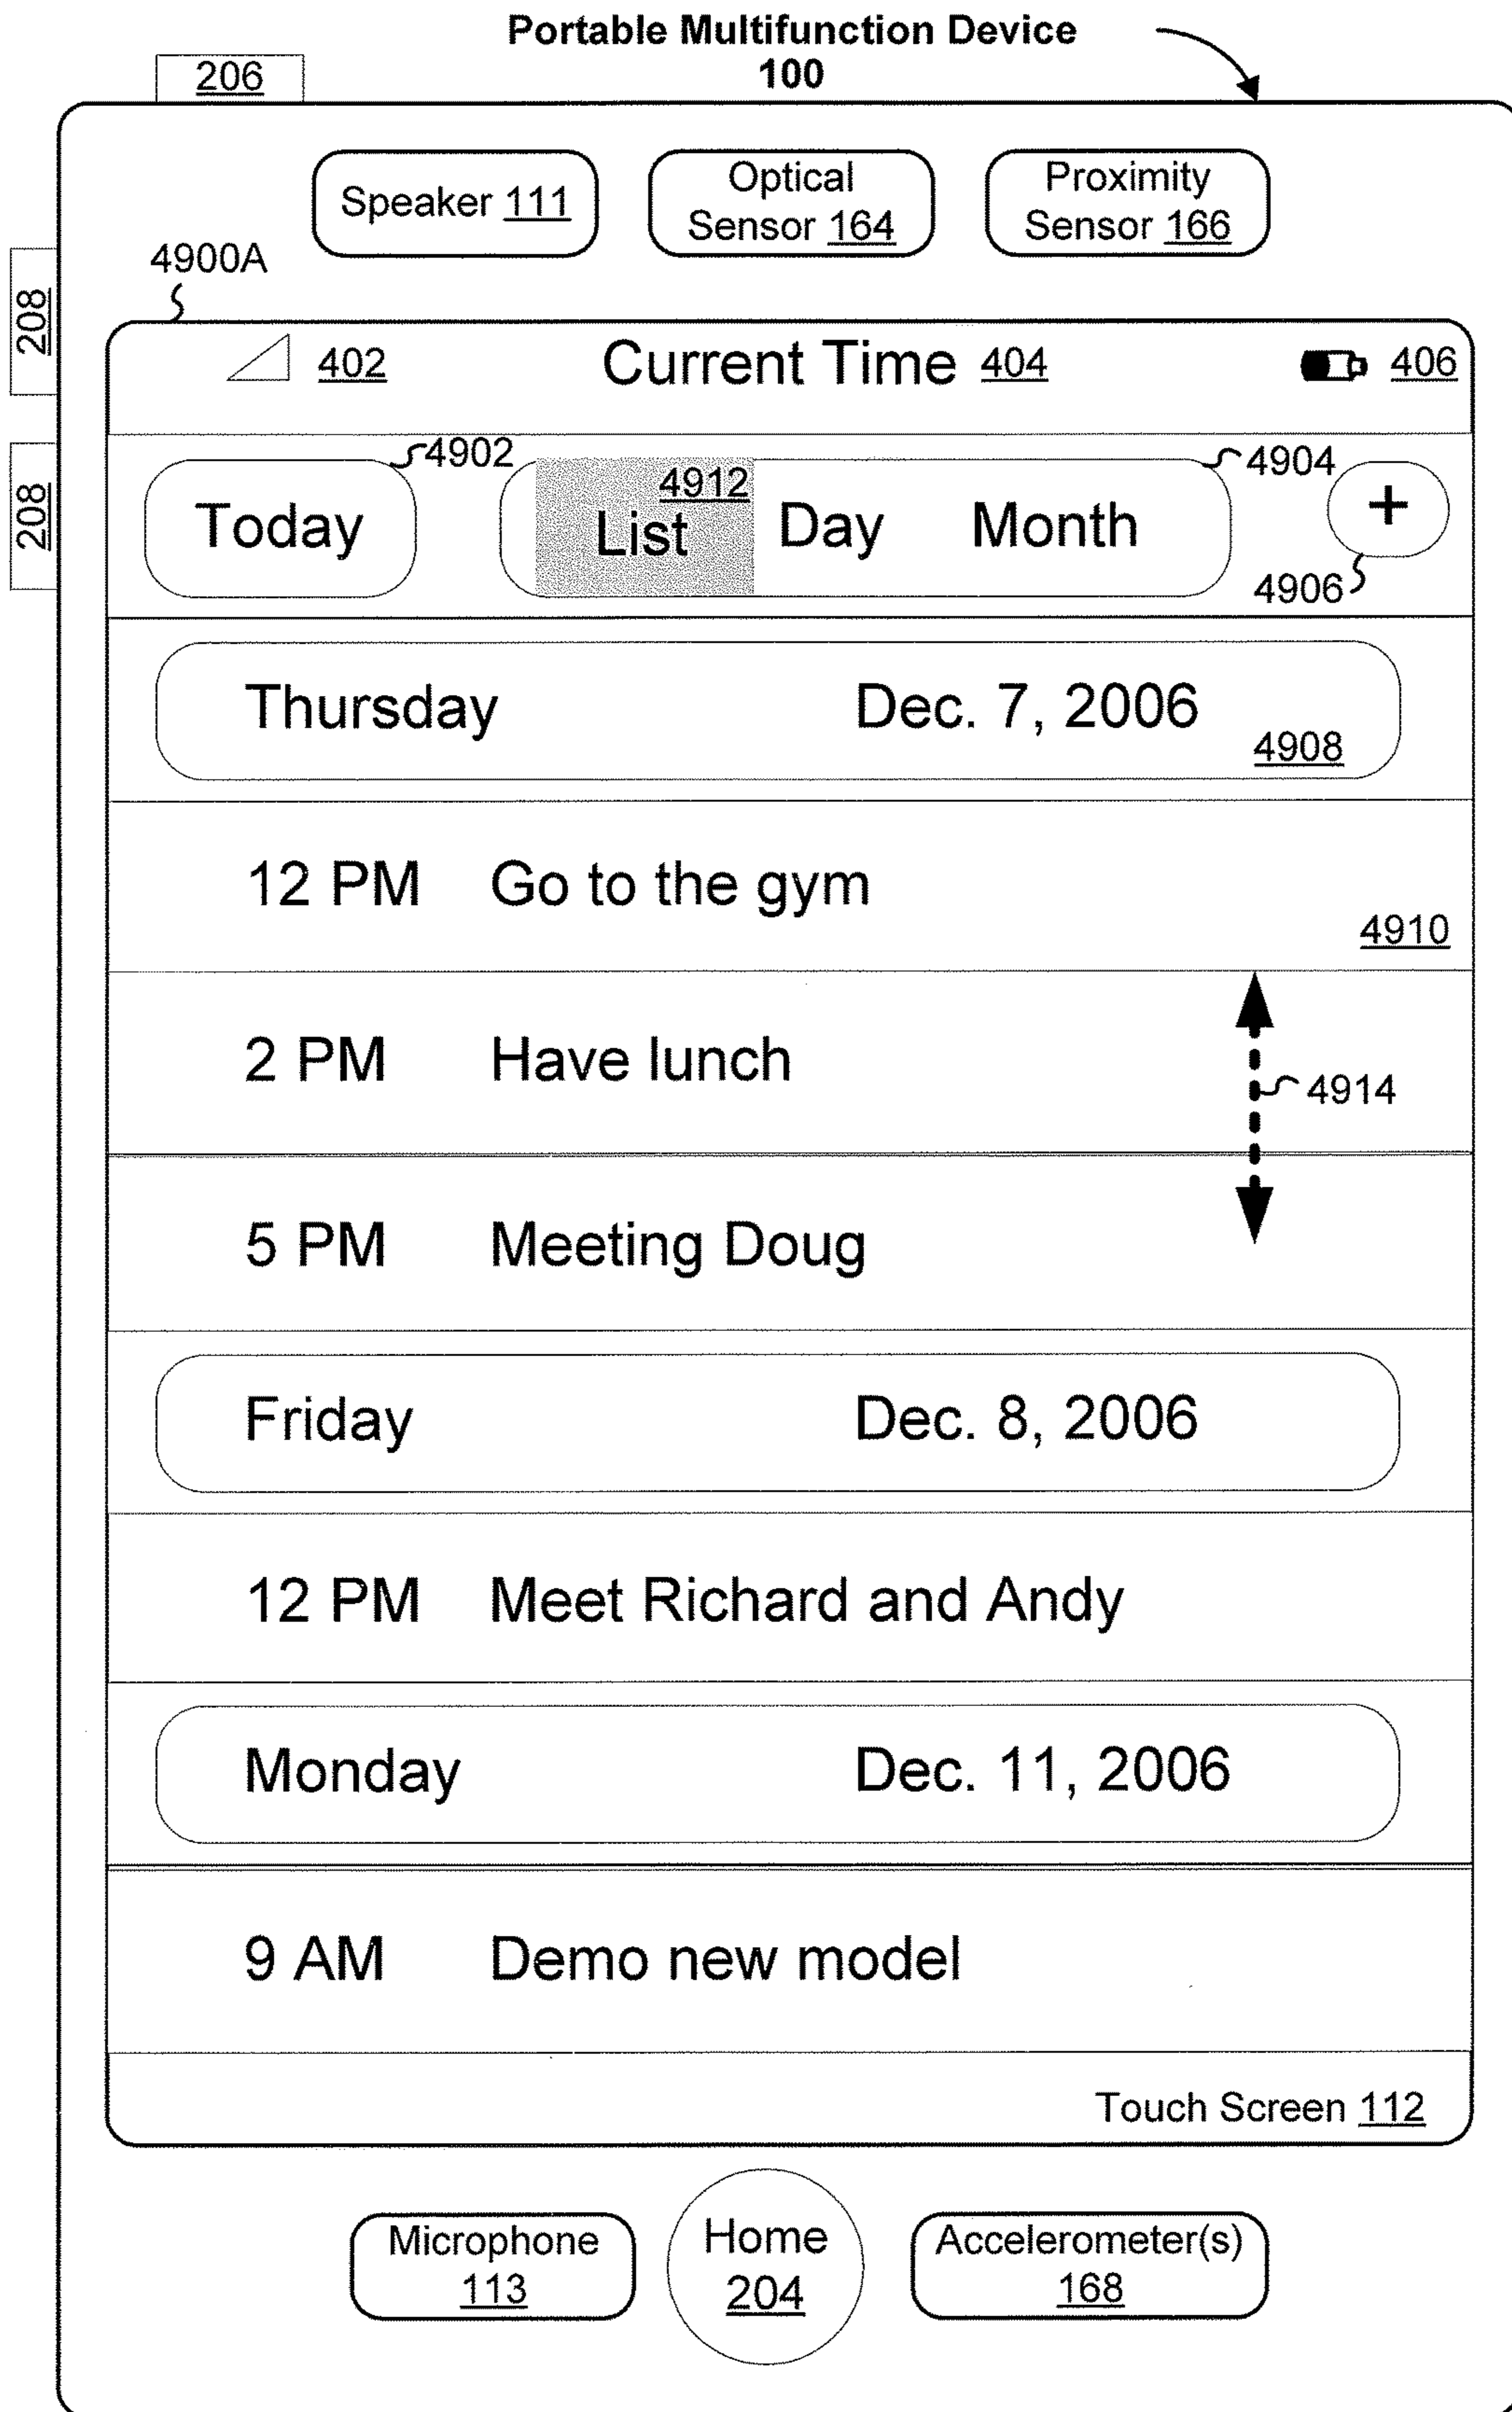 Portable Multifunction Device
100
206
Speaker 111
Optical
Sensor 164
Proximity
Sensor 166
4900A
208
402
Current Time 404
406
208
4902
4912
4904
Today
List
Day
Month
+
4906
Thursday
Dec. 7, 2006
4908
12 PM
Go to the gym
4910
2 PM
Have lunch
4914
5 PM
Meeting Doug
Friday
Dec. 8, 2006
12 PM
Meet Richard and Andy
Monday
Dec. 11, 2006
9 AM
Demo new model
Touch Screen 112
Microphone
113
Home
204
Accelerometer(s)
168